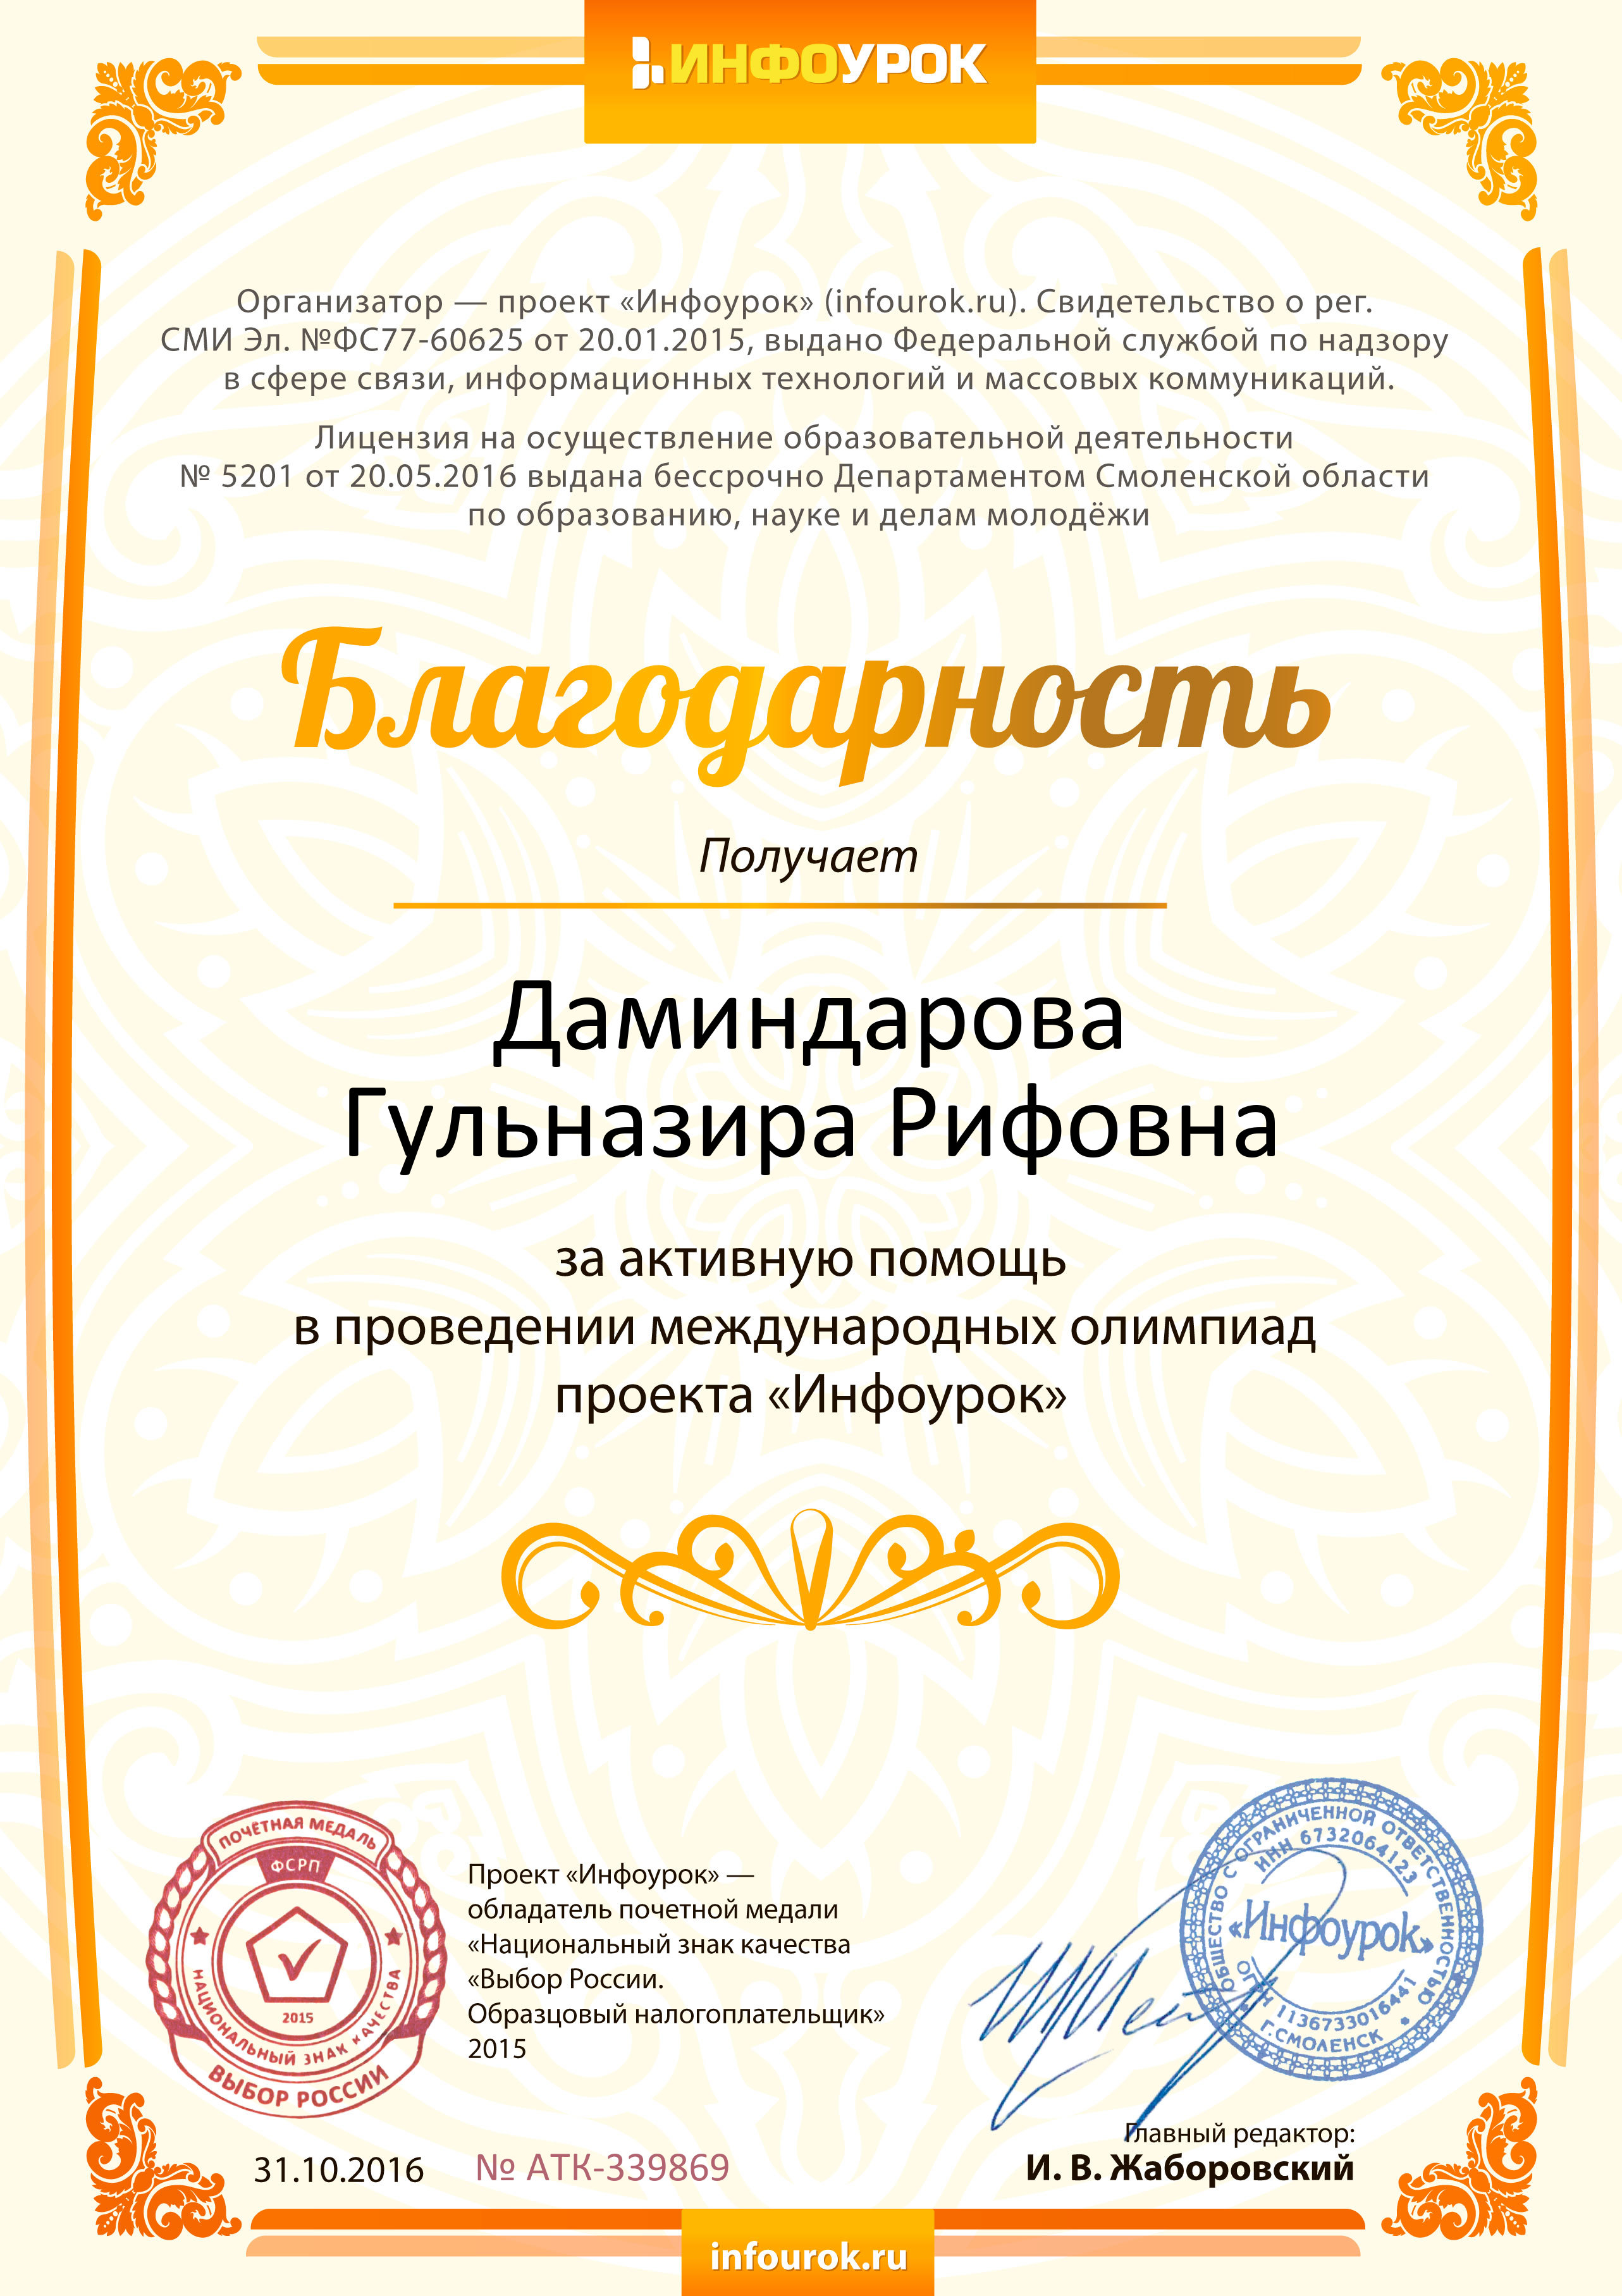 ИНФОУРОК
Организатор — проект «Инфоурок» (infourok.ru). Свидетельство о рег.
СМИ Эл. №ФС77-60625 от 20.01.2015, выдано Федеральной службой по надзору
в сфере связи, информационных технологий и массовых коммуникаций.
Лицензия на осуществление образовательной деятельности
№ 5201 от 20.05.2016 выдана бессрочно Департаментом Смоленской области
по образованию, науке и делам молодёжи
Благодарность
Получает
Даминдарова
Гульназира Рифовна
за активную помощь
в проведении международных олимпиад
проекта «Инфоурок»
ПОЧЁТНАЯ МЕДАЛЬ
ФСРП
2015
НАЦИОНАЛЬНЫЙ ЗНАК КАЧЕСТВА
ВЫБОР РОССИИ
Проект «Инфоурок» —
обладатель почетной медали
«Национальный знак качества
«Выбор России.
Образцовый налогоплательщик»
2015
ОБЩЕСТВО С ОГРАНИЧЕННОЙ ОТВЕТСТВЕННОСТЬЮ
ИНН 6732064123
«Инфоурок»
ОГРН 1136733016441
Г.СМОЛЕНСК
Главный редактор:
И. В. Жаборовский
31.10.2016 № АТК-339869
infourok.ru